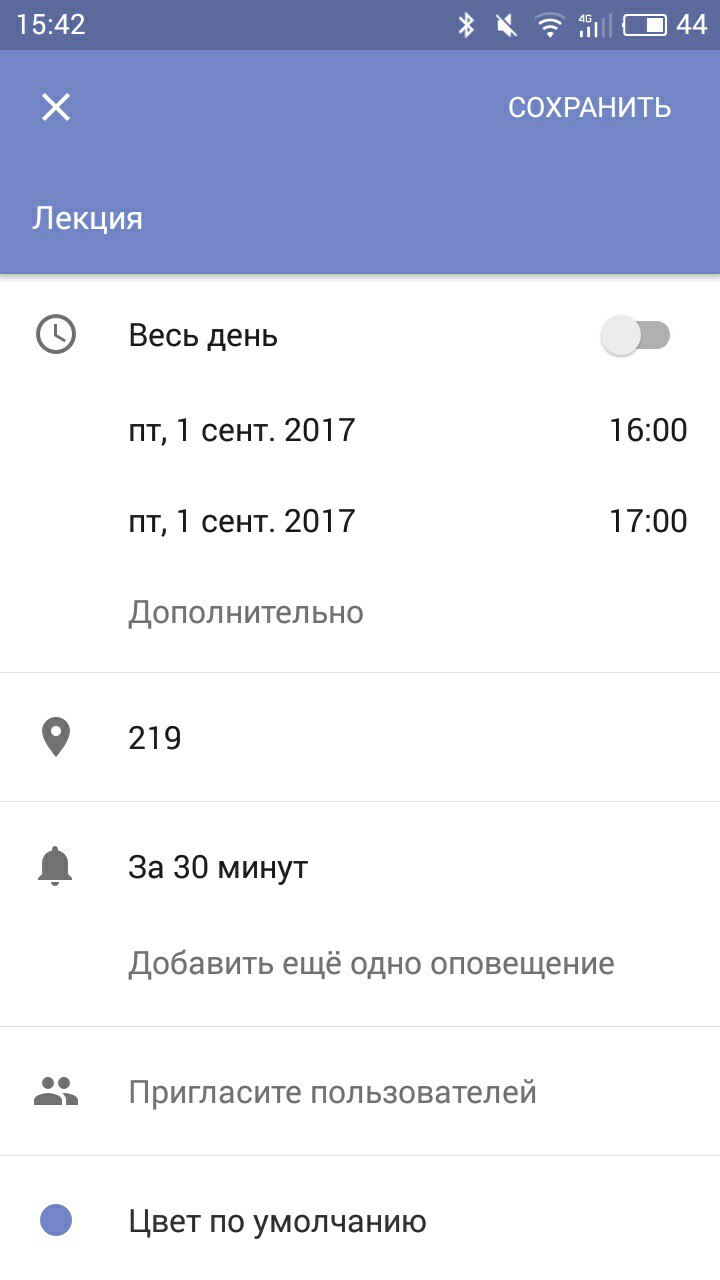 15:42 4G 44
СОХРАНИТЬ
Лекция
Весь день
пт, 1 сент. 2017 16:00
пт, 1 сент. 2017 17:00
Дополнительно
219
За 30 минут
Добавить ещё одно оповещение
Пригласите пользователей
Цвет по умолчанию